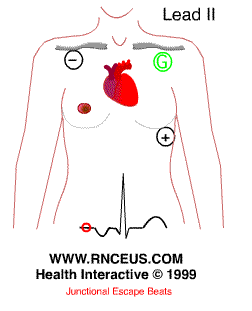 Lead II
−
G
+
WWW.RNCEUS.COM
Health Interactive © 1999
Junctional Escape Beats